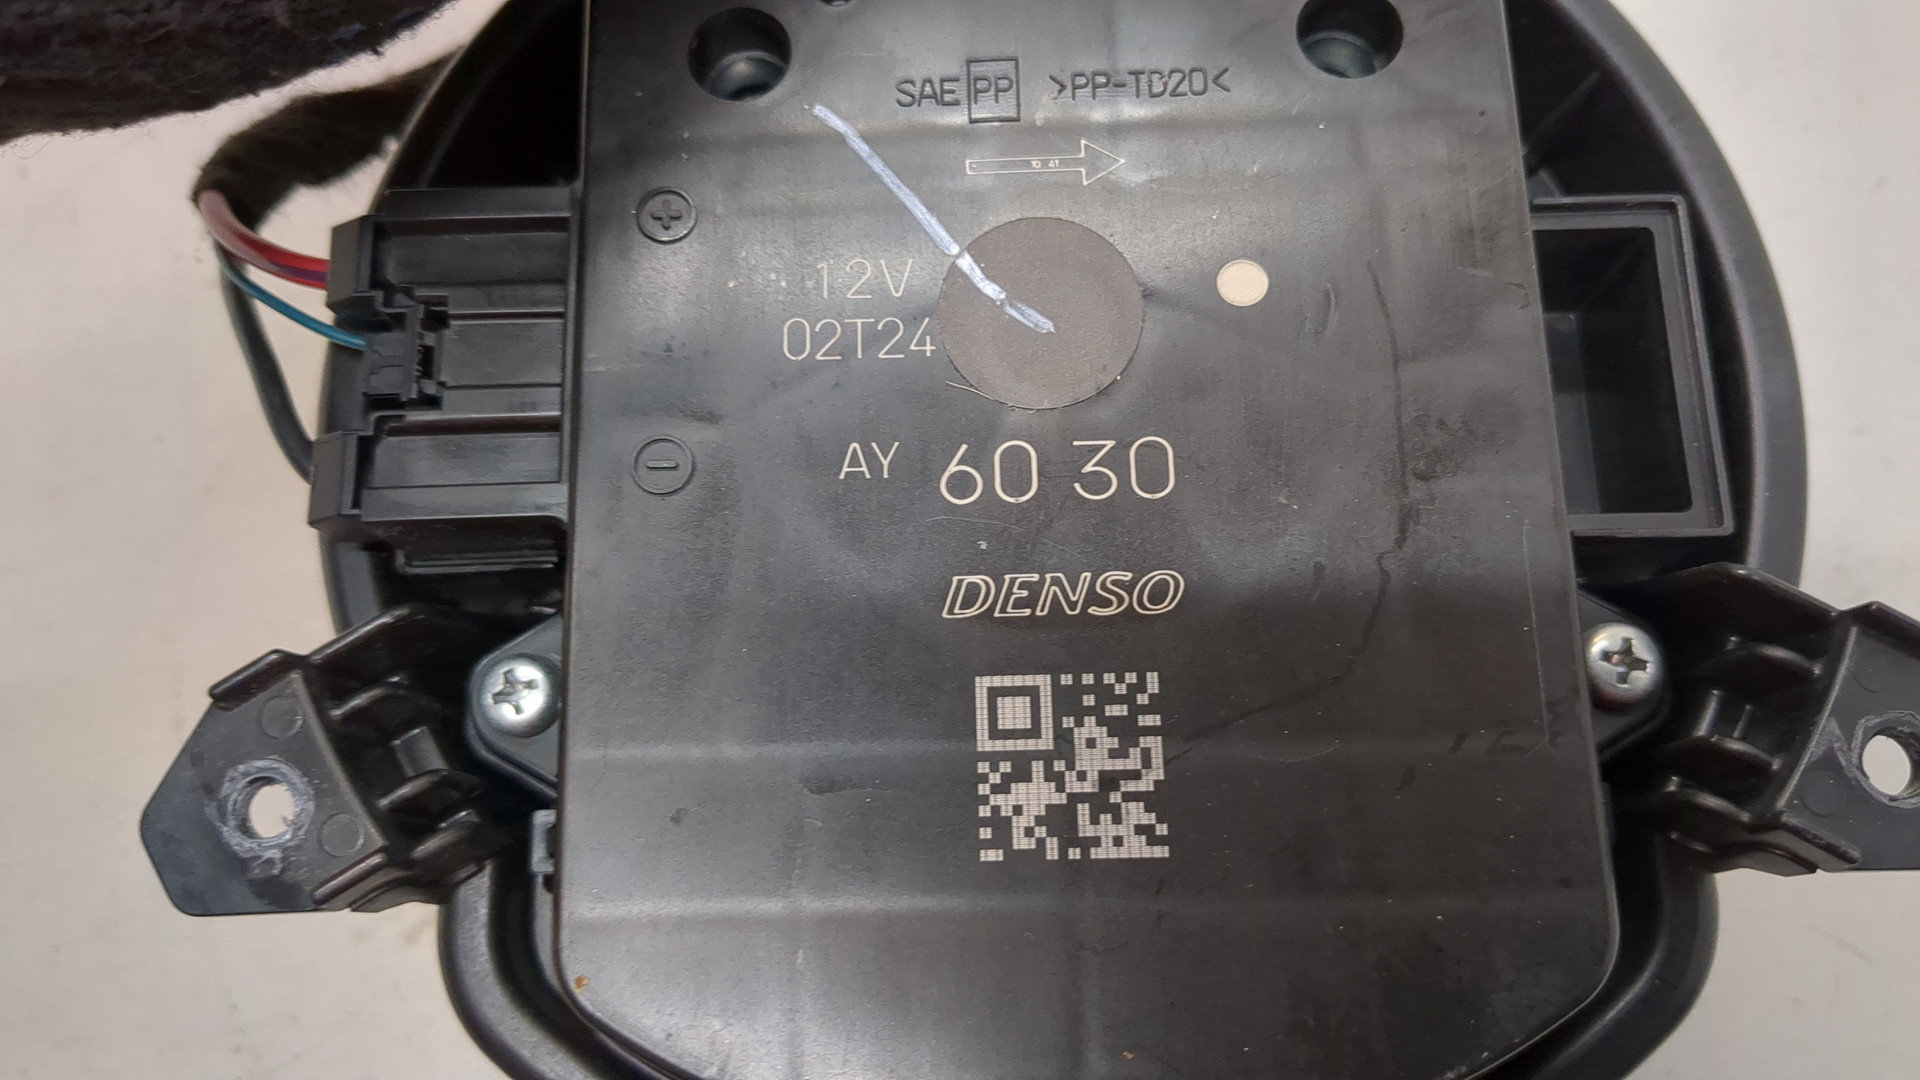 SAE PP >PP-TD20<
12V
02T24
AY 60 30
DENSO